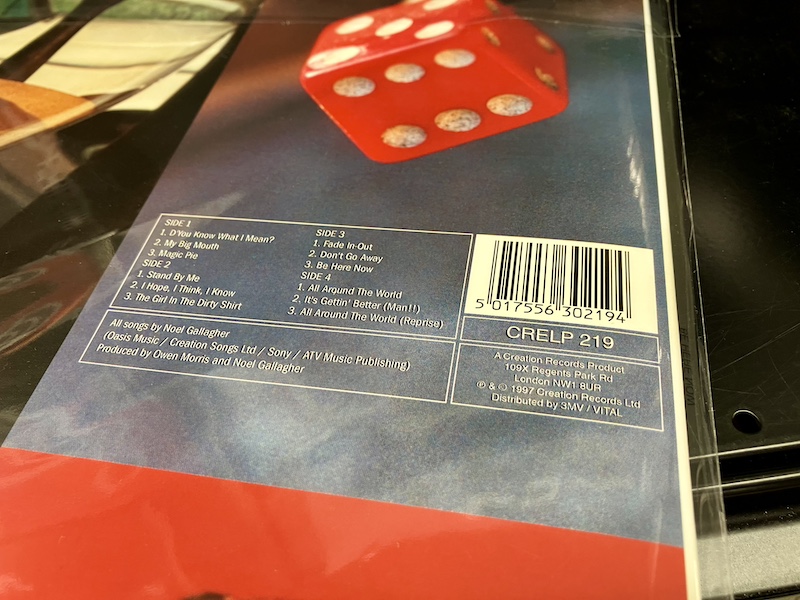 SIDE 1
1. D'You Know What I Mean?
2. My Big Mouth
3. Magic Pie
SIDE 2
1. Stand By Me
2. I Hope, I Think, I Know
3. The Girl In The Dirty Shirt
SIDE 3
1. Fade In-Out
2. Don't Go Away
3. Be Here Now
SIDE 4
1. All Around The World
2. It's Gettin' Better (Man!!)
3. All Around The World (Reprise)
All songs by Noel Gallagher
(Oasis Music / Creation Songs Ltd / Sony / ATV Music Publishing)
Produced by Owen Morris and Noel Gallagher
5 017556 302194
CRELP 219
A Creation Records Product
109X Regents Park Rd
London NW1 8UR
℗ & © 1997 Creation Records Ltd
Distributed by 3MV / VITAL